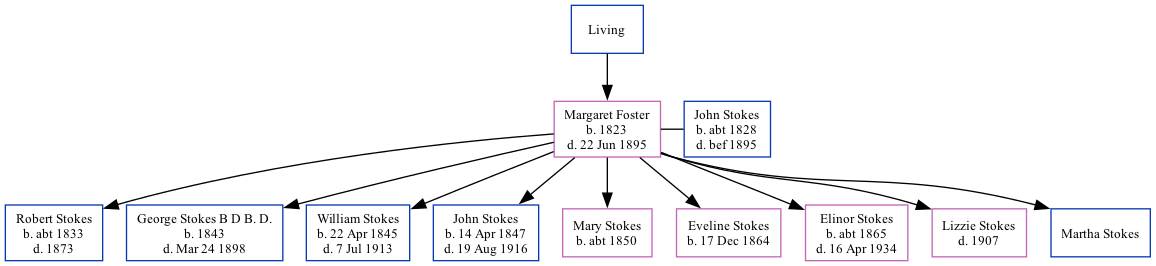 Living
Margaret Foster
b. 1823
d. 22 Jun 1895
John Stokes
b. abt 1828
d. bef 1895
Robert Stokes
b. abt 1833
d. 1873
George Stokes B D B. D.
b. 1843
d. Mar 24 1898
William Stokes
b. 22 Apr 1845
d. 7 Jul 1913
John Stokes
b. 14 Apr 1847
d. 19 Aug 1916
Mary Stokes
b. abt 1850
Eveline Stokes
b. 17 Dec 1864
Elinor Stokes
b. abt 1865
d. 16 Apr 1934
Lizzie Stokes
d. 1907
Martha Stokes